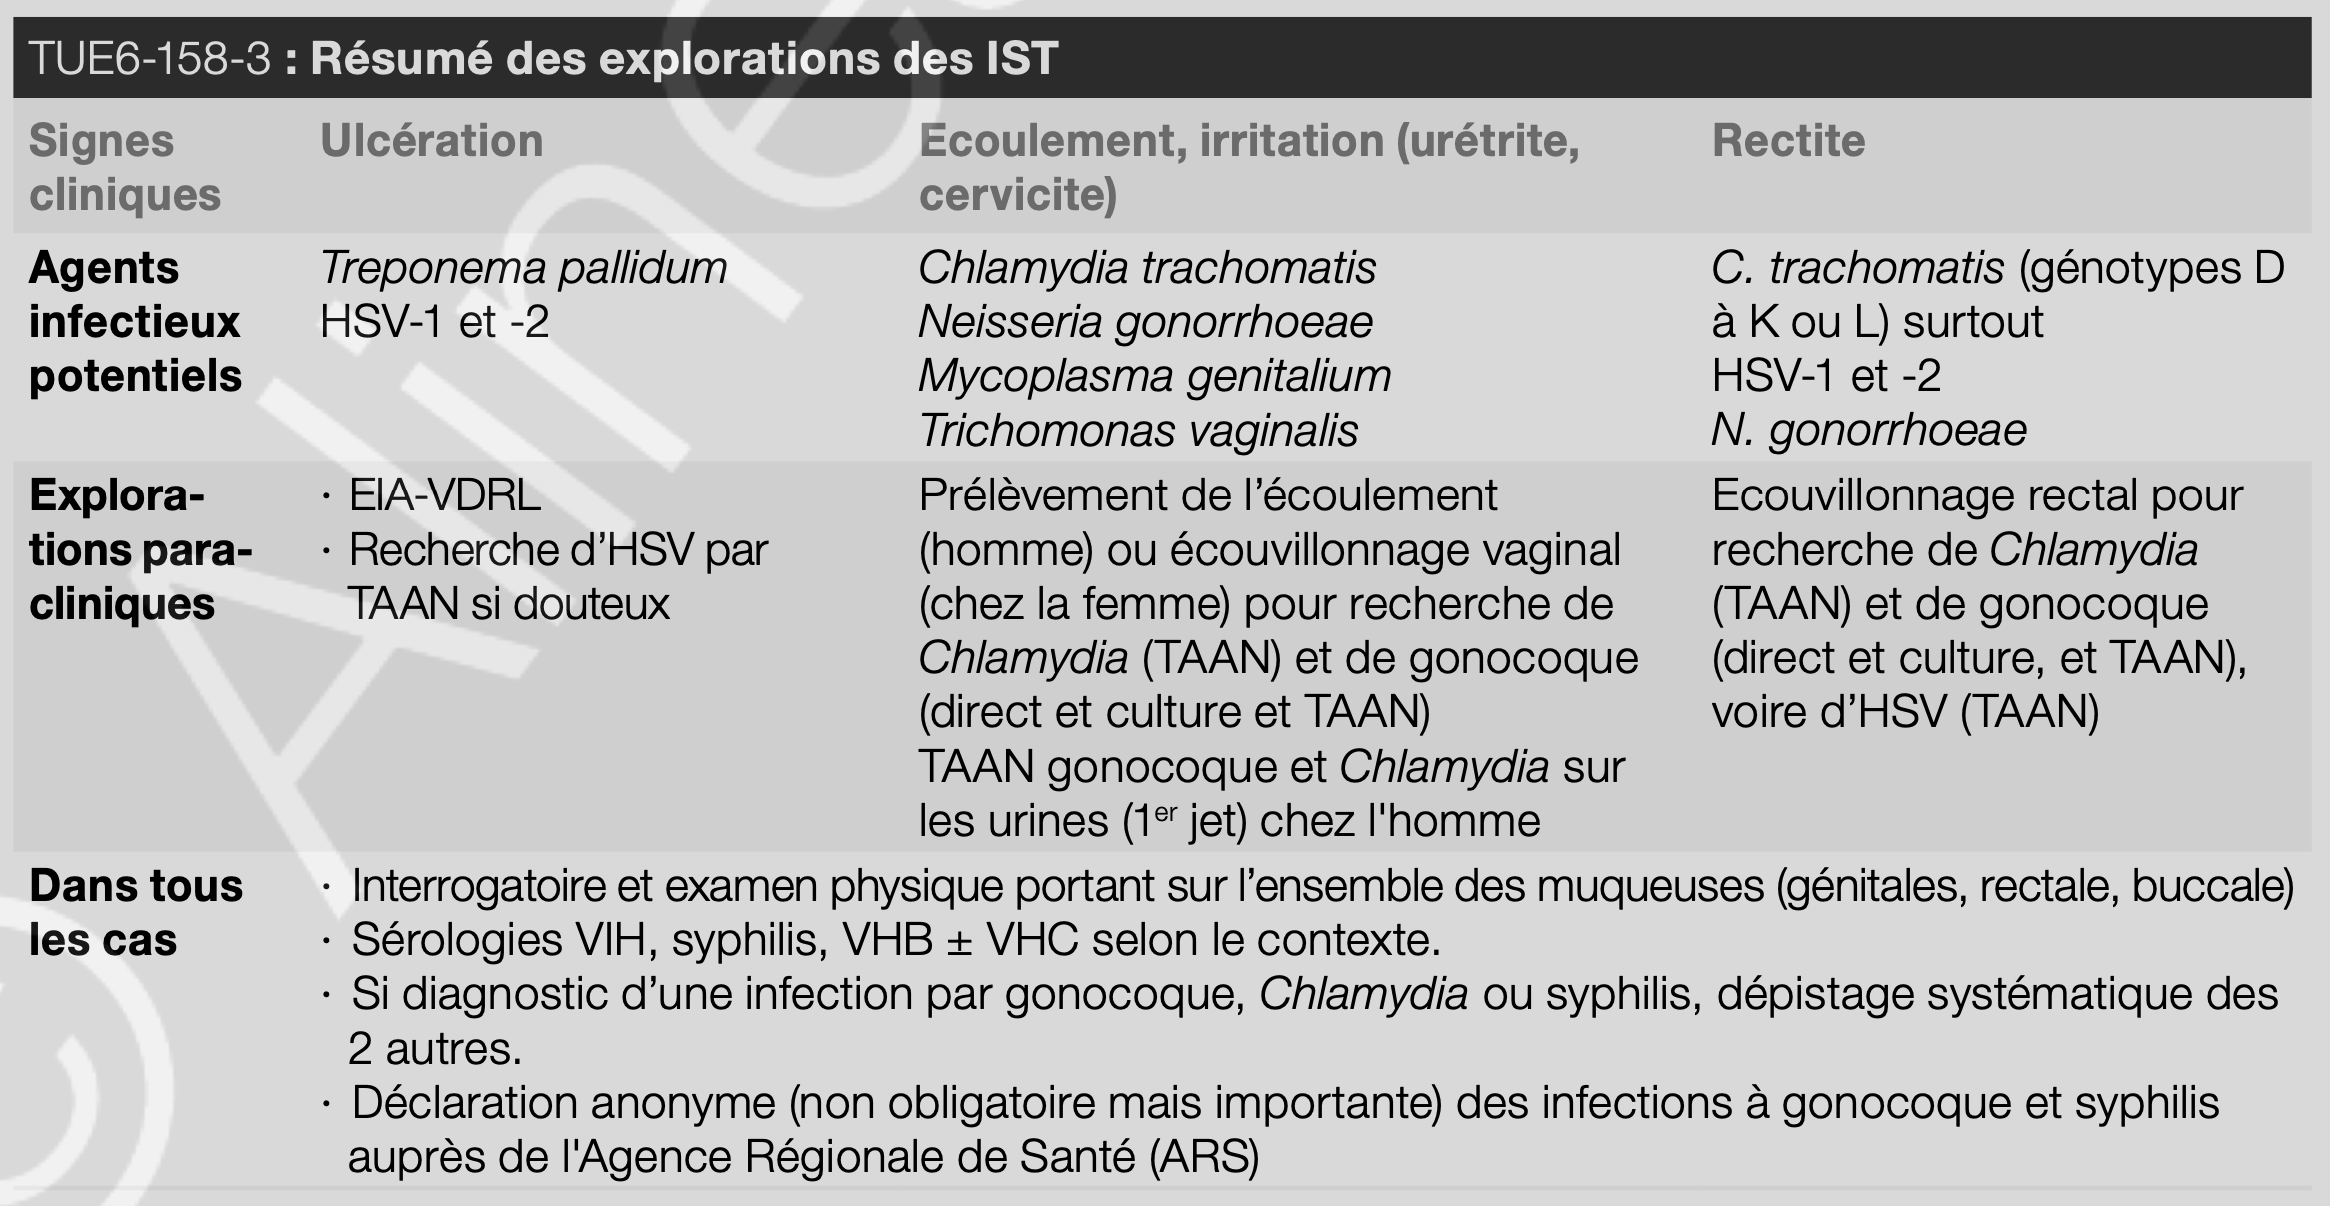 TUE6-158-3 : Résumé des explorations des IST
Signes
cliniques
Ulcération
Ecoulement, irritation (urétrite,
cervicite)
Rectite
Agents
infectieux
potentiels
Treponema pallidum
HSV-1 et -2
Chlamydia trachomatis
Neisseria gonorrhoeae
Mycoplasma genitalium
Trichomonas vaginalis
C. trachomatis (génotypes D
à K ou L) surtout
HSV-1 et -2
N. gonorrhoeae
Explora-
tions para-
cliniques
· EIA-VDRL
· Recherche d’HSV par
TAAN si douteux
Prélèvement de l’écoulement
(homme) ou écouvillonnage vaginal
(chez la femme) pour recherche de
Chlamydia (TAAN) et de gonocoque
(direct et culture et TAAN)
TAAN gonocoque et Chlamydia sur
les urines (1er jet) chez l'homme
Ecouvillonnage rectal pour
recherche de Chlamydia
(TAAN) et de gonocoque
(direct et culture, et TAAN),
voire d’HSV (TAAN)
Dans tous
les cas
· Interrogatoire et examen physique portant sur l’ensemble des muqueuses (génitales, rectale, buccale)
· Sérologies VIH, syphilis, VHB ± VHC selon le contexte.
· Si diagnostic d’une infection par gonocoque, Chlamydia ou syphilis, dépistage systématique des
2 autres.
· Déclaration anonyme (non obligatoire mais importante) des infections à gonocoque et syphilis
auprès de l'Agence Régionale de Santé (ARS)